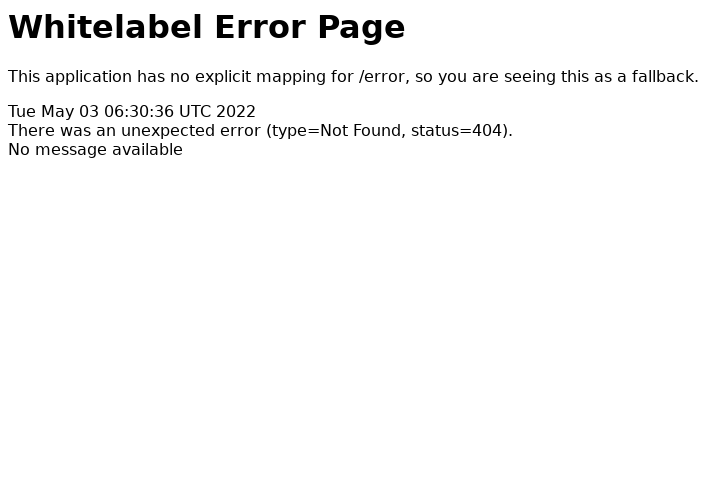 Whitelabel Error Page
This application has no explicit mapping for /error, so you are seeing this as a fallback.
Tue May 03 06:30:36 UTC 2022
There was an unexpected error (type=Not Found, status=404).
No message available